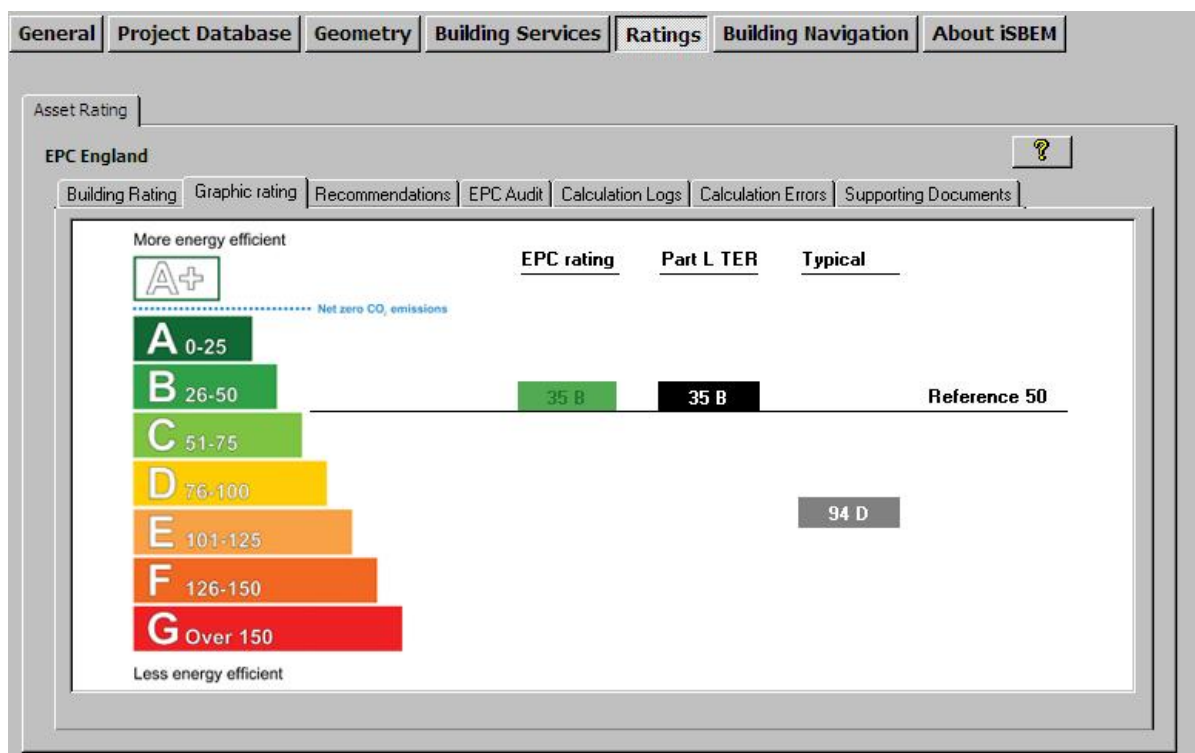 General Project Database Geometry Building Services Ratings Building Navigation About iSBEM
Asset Rating
EPC England
?
Building Rating Graphic rating Recommendations EPC Audit Calculation Logs Calculation Errors Supporting Documents
More energy efficient
EPC rating Part L TER Typical
A+
Net zero CO₂ emissions
A 0-25
B 26-50 35 B 35 B Reference 50
C 51-75
D 76-100
94 D
E 101-125
F 126-150
G Over 150
Less energy efficient